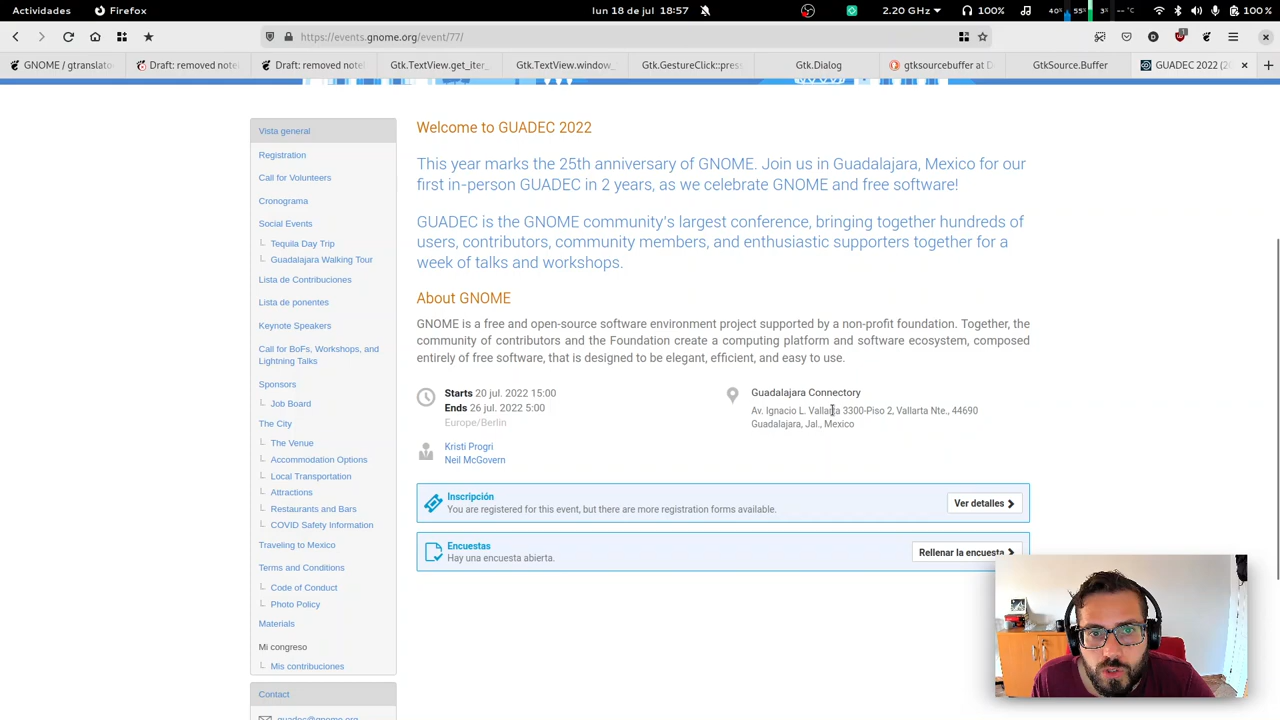 Actividades
Firefox
lun 18 de jul  18:57
2.20 GHz
100%
40%
55%
3%
-- °C
100 %
https://events.gnome.org/event/77/
GNOME / gtranslato
Draft: removed note
Draft: removed note
Gtk.TextView.get_iter_
Gtk.TextView.window_
Gtk.GestureClick::pres
Gtk.Dialog
gtksourcebuffer at D
GtkSource.Buffer
GUADEC 2022 (2
Vista general
Registration
Call for Volunteers
Cronograma
Social Events
Tequila Day Trip
Guadalajara Walking Tour
Lista de Contribuciones
Lista de ponentes
Keynote Speakers
Call for BoFs, Workshops, and
Lightning Talks
Sponsors
Job Board
The City
The Venue
Accommodation Options
Local Transportation
Attractions
Restaurants and Bars
COVID Safety Information
Traveling to Mexico
Terms and Conditions
Code of Conduct
Photo Policy
Materials
Mi congreso
Mis contribuciones
Contact
guadec@gnome.org
Welcome to GUADEC 2022
This year marks the 25th anniversary of GNOME. Join us in Guadalajara, Mexico for our
first in-person GUADEC in 2 years, as we celebrate GNOME and free software!
GUADEC is the GNOME community's largest conference, bringing together hundreds of
users, contributors, community members, and enthusiastic supporters together for a
week of talks and workshops.
About GNOME
GNOME is a free and open-source software environment project supported by a non-profit foundation. Together, the
community of contributors and the Foundation create a computing platform and software ecosystem, composed
entirely of free software, that is designed to be elegant, efficient, and easy to use.
Starts 20 jul. 2022 15:00
Ends 26 jul. 2022 5:00
Europe/Berlin
Guadalajara Connectory
Av. Ignacio L. Vallarta 3300-Piso 2, Vallarta Nte., 44690
Guadalajara, Jal., Mexico
Kristi Progri
Neil McGovern
Inscripción
You are registered for this event, but there are more registration forms available.
Ver detalles
Encuestas
Hay una encuesta abierta.
Rellenar la encuesta